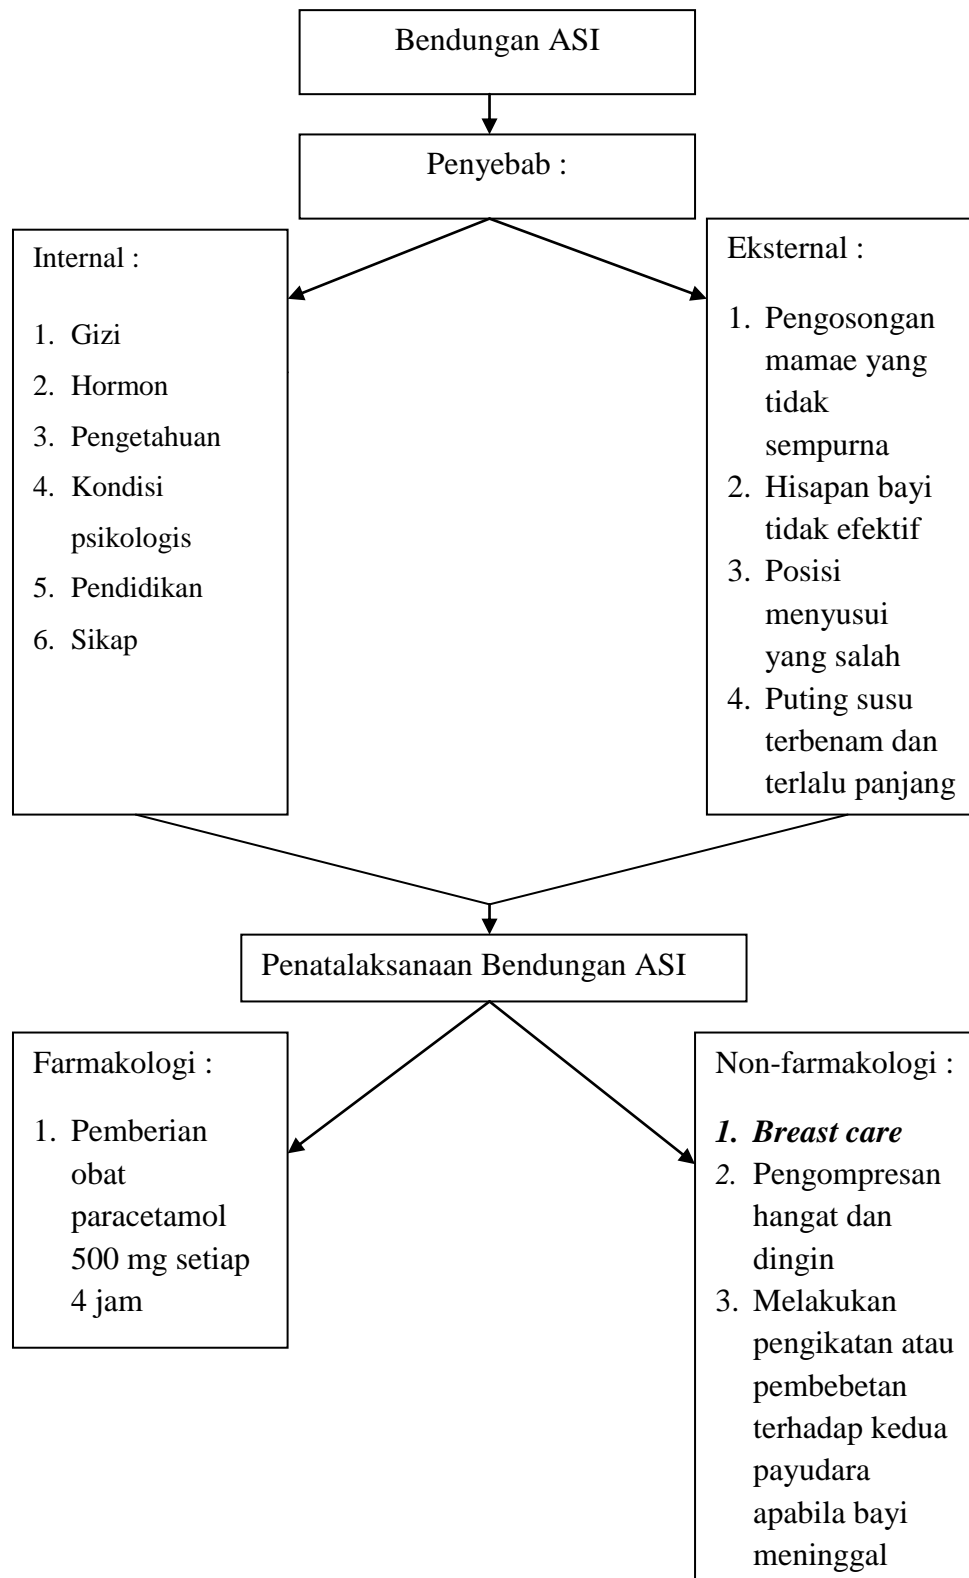 Bendungan ASI
Penyebab :
Internal :
1. Gizi
2. Hormon
3. Pengetahuan
4. Kondisi
psikologis
5. Pendidikan
6. Sikap
Eksternal :
1. Pengosongan
mamae yang
tidak
sempurna
2. Hisapan bayi
tidak efektif
3. Posisi
menyusui
yang salah
4. Puting susu
terbenam dan
terlalu panjang
Penatalaksanaan Bendungan ASI
Farmakologi :
1. Pemberian
obat
paracetamol
500 mg setiap
4 jam
Non-farmakologi :
1. Breast care
2. Pengompresan
hangat dan
dingin
3. Melakukan
pengikatan atau
pembebetan
terhadap kedua
payudara
apabila bayi
meninggal